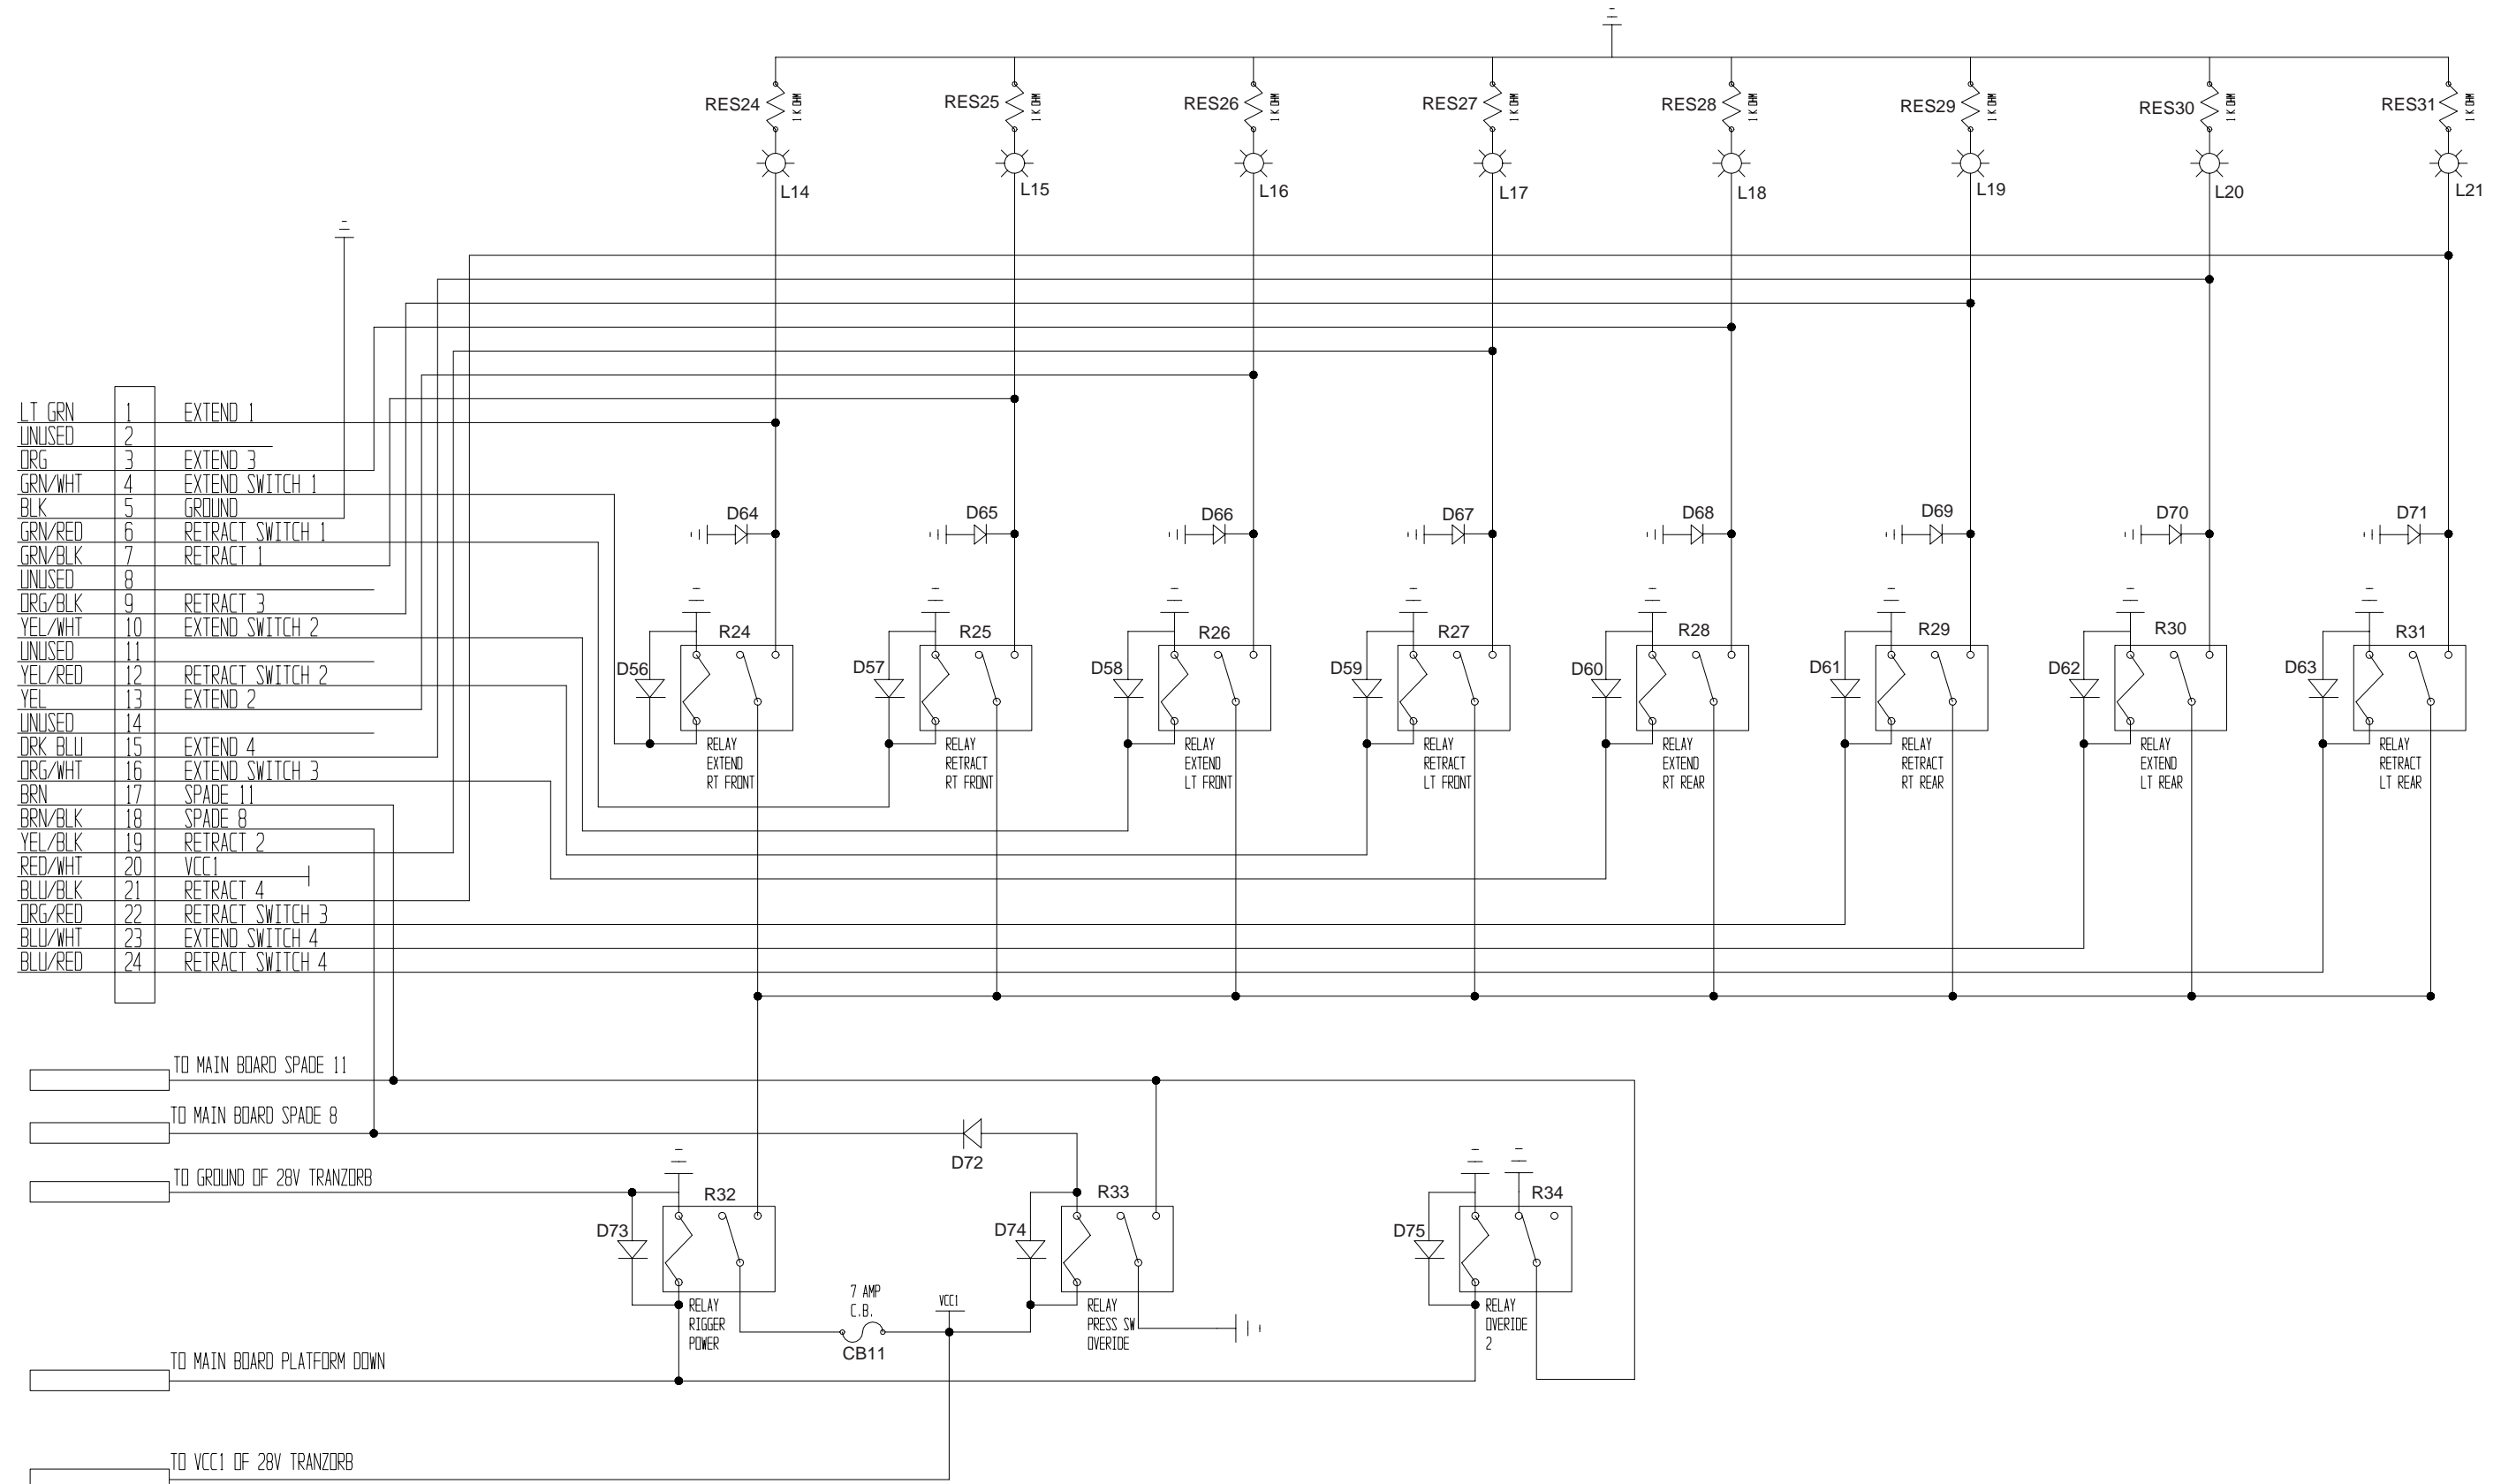 RES24 1 K OHM
RES25 1 K OHM
RES26 1 K OHM
RES27 1 K OHM
RES28 1 K OHM
RES29 1 K OHM
RES30 1 K OHM
RES31 1 K OHM
L14
L15
L16
L17
L18
L19
L20
L21
LT GRN 1 EXTEND 1
UNUSED 2
ORG 3 EXTEND 3
GRN/WHT 4 EXTEND SWITCH 1
BLK 5 GROUND
GRN/RED 6 RETRACT SWITCH 1
GRN/BLK 7 RETRACT 1
UNUSED 8
ORG/BLK 9 RETRACT 3
YEL/WHT 10 EXTEND SWITCH 2
UNUSED 11
YEL/RED 12 RETRACT SWITCH 2
YEL 13 EXTEND 2
UNUSED 14
DRK BLU 15 EXTEND 4
ORG/WHT 16 EXTEND SWITCH 3
BRN 17 SPADE 11
BRN/BLK 18 SPADE 8
YEL/BLK 19 RETRACT 2
RED/WHT 20 VCC1
BLU/BLK 21 RETRACT 4
ORG/RED 22 RETRACT SWITCH 3
BLU/WHT 23 EXTEND SWITCH 4
BLU/RED 24 RETRACT SWITCH 4
D64
D65
D66
D67
D68
D69
D70
D71
R24
R25
R26
R27
R28
R29
R30
R31
D56
D57
D58
D59
D60
D61
D62
D63
RELAY
EXTEND
RT FRONT
RELAY
RETRACT
RT FRONT
RELAY
EXTEND
LT FRONT
RELAY
RETRACT
LT FRONT
RELAY
EXTEND
RT REAR
RELAY
RETRACT
RT REAR
RELAY
EXTEND
LT REAR
RELAY
RETRACT
LT REAR
TO MAIN BOARD SPADE 11
TO MAIN BOARD SPADE 8
D72
TO GROUND OF 28V TRANZORB
R32
R33
R34
D73
D74
D75
RELAY
RIGGER
POWER
7 AMP
C.B.
CB11
VCC1
RELAY
PRESS SW
OVERIDE
RELAY
OVERIDE
2
TO MAIN BOARD PLATFORM DOWN
TO VCC1 OF 28V TRANZORB